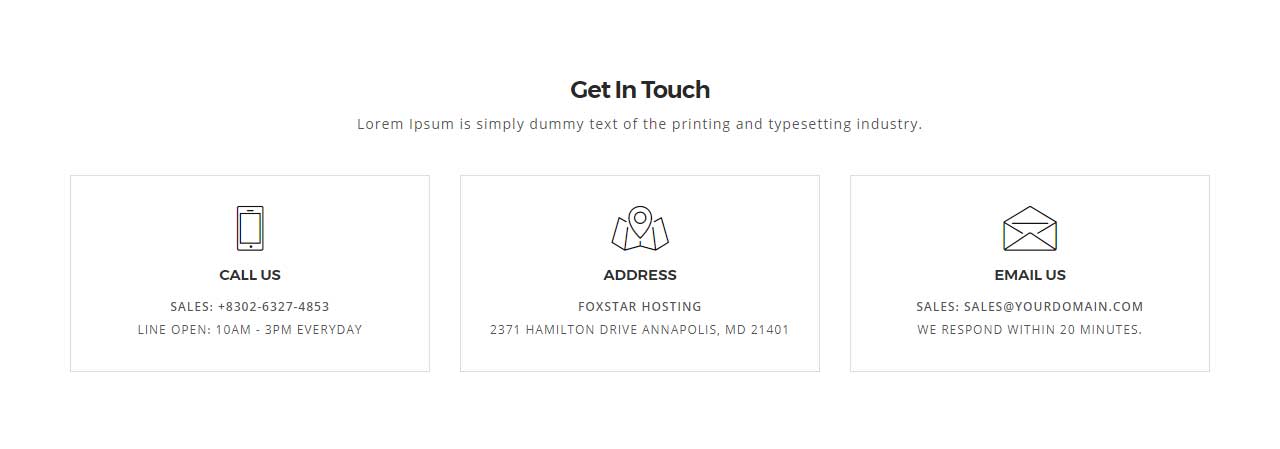 Get In Touch
Lorem Ipsum is simply dummy text of the printing and typesetting industry.
CALL US
SALES: +8302-6327-4853
LINE OPEN: 10AM - 3PM EVERYDAY
ADDRESS
FOXSTAR HOSTING
2371 HAMILTON DRIVE ANNAPOLIS, MD 21401
EMAIL US
SALES: SALES@YOURDOMAIN.COM
WE RESPOND WITHIN 20 MINUTES.